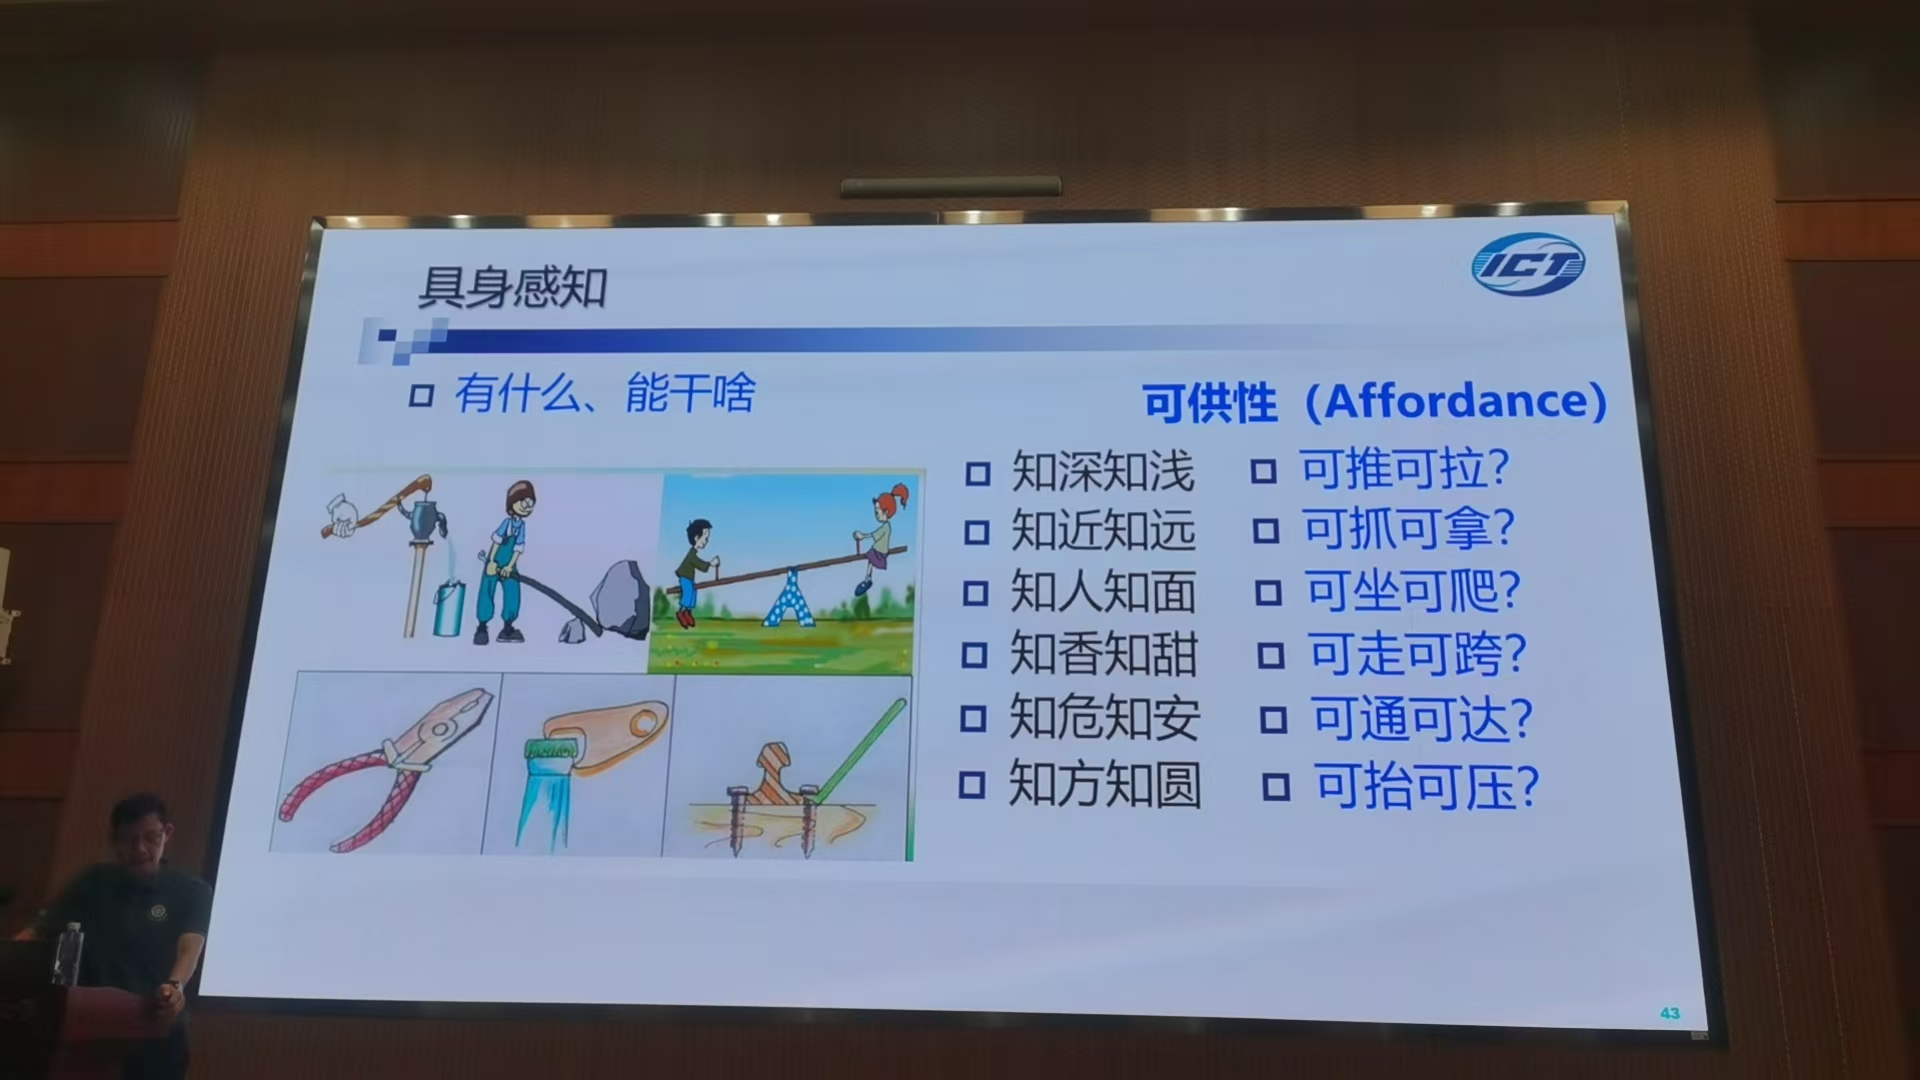 具身感知
ICT
有什么、能干啥
可供性（Affordance）
知深知浅
知近知远
知人知面
知香知甜
知危知安
知方知圆
可推可拉?
可抓可拿?
可坐可爬?
可走可跨?
可通可达?
可抬可压?
43